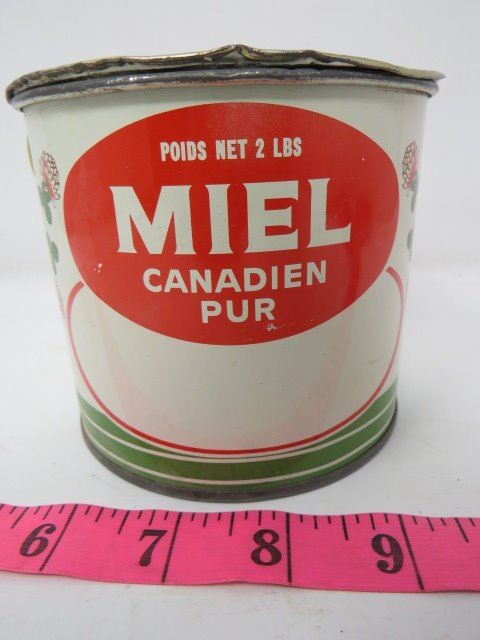 POIDS NET 2 LBS
MIEL
CANADIEN
PUR
6 7 8 9